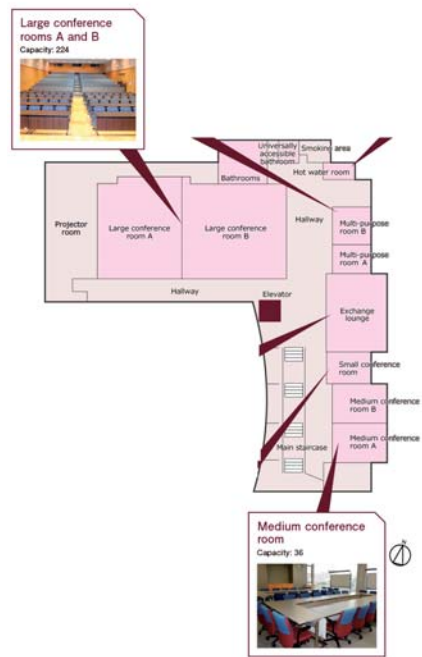 Large conference
rooms A and B
Capacity: 224
Universally
accessible
bathroom
Smoking area
Hot water room
Bathrooms
Hallway
Projector
room
Large conference
room A
Large conference
room B
Multi-purpose
room B
Multi-purpose
room A
Hallway
Elevator
Exchange
lounge
Small conference
room
Medium conference
room B
Medium conference
room A
Main staircase
Medium conference
room
Capacity: 36
N